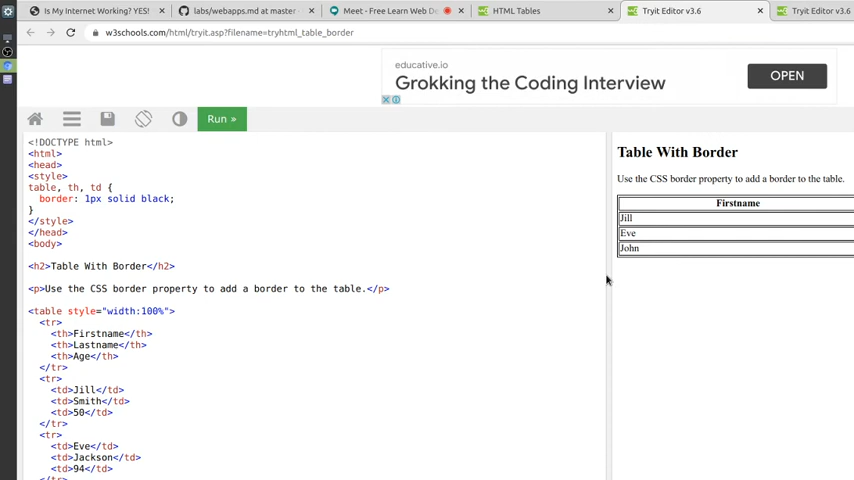 Is My Internet Working? YES!
labs/webapps.md at master
Meet - Free Learn Web D
HTML Tables
Tryit Editor v3.6
Tryit Editor v3.6
w3schools.com/html/tryit.asp?filename=tryhtml_table_border
educative.io
Grokking the Coding Interview
OPEN
Run »
<!DOCTYPE html>
<html>
<head>
<style>
table, th, td {
  border: 1px solid black;
}
</style>
</head>
<body>
<h2>Table With Border</h2>
<p>Use the CSS border property to add a border to the table.</p>
<table style="width:100%">
  <tr>
    <th>Firstname</th>
    <th>Lastname</th>
    <th>Age</th>
  </tr>
  <tr>
    <td>Jill</td>
    <td>Smith</td>
    <td>50</td>
  </tr>
  <tr>
    <td>Eve</td>
    <td>Jackson</td>
    <td>94</td>
  </tr>
Table With Border
Use the CSS border property to add a border to the table.
Firstname
Jill
Eve
John